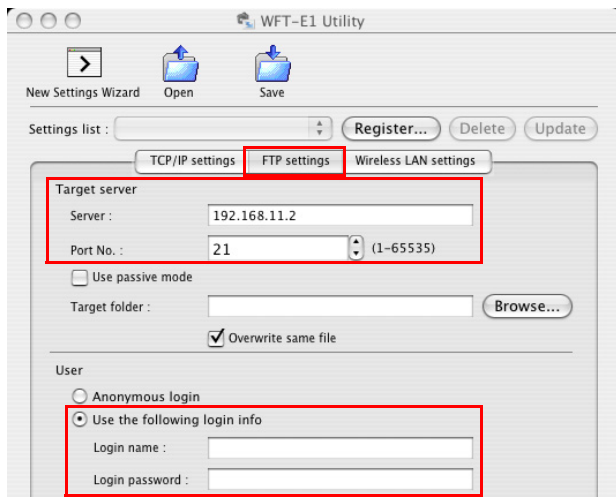 WFT-E1 Utility
New Settings Wizard Open Save
Settings list : Register... Delete Update
TCP/IP settings FTP settings Wireless LAN settings
Target server
Server : 192.168.11.2
Port No. : 21 (1-65535)
Use passive mode
Target folder : Browse...
Overwrite same file
User
Anonymous login
Use the following login info
Login name :
Login password :